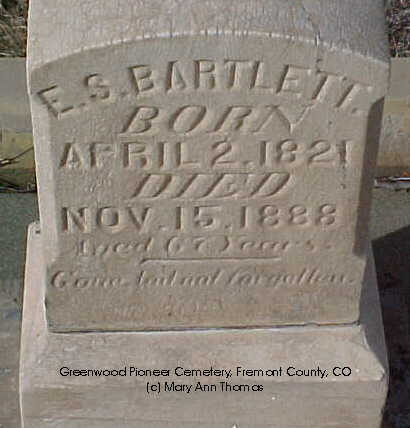 E.S. BARTLETT.
BORN
APRIL 2. 1821
DIED
NOV. 15. 1888
Aged 67 Years.
Gone, but not forgotten.
Greenwood Pioneer Cemetery, Fremont County, CO
(c) Mary Ann Thomas